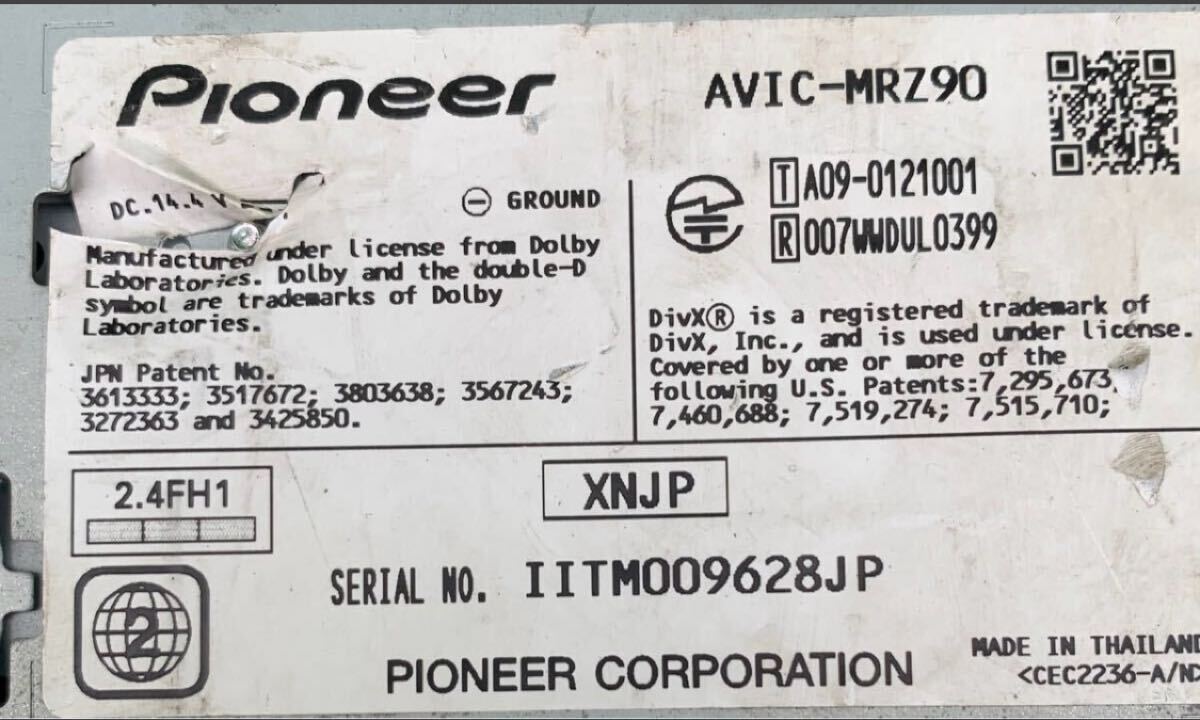 Pioneer
AVIC-MRZ90
DC.14.4 V
⊖ GROUND
T A09-0121001
R 007WWDUL0399
Manufactured under license from Dolby
Laboratories. Dolby and the double-D
symbol are trademarks of Dolby
Laboratories.
JPN Patent No.
3613333; 3517672; 3803638; 3567243;
3272363 and 3425850.
DivX® is a registered trademark of
DivX, Inc., and is used under license.
Covered by one or more of the
following U.S. Patents:7,295,673,
7,460,688; 7,519,274; 7,515,710;
2.4FH1
XNJP
2
SERIAL NO. IITM009628JP
PIONEER CORPORATION
MADE IN THAILAND
<CEC2236-A/N>